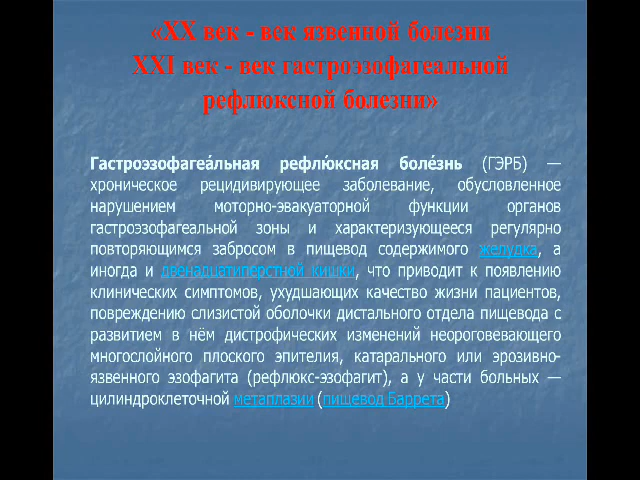 «XX век - век язвенной болезни
XXI век - век гастроэзофагеальной
рефлюксной болезни»
Гастроэзофагеа́льная рефлю́ксная боле́знь (ГЭРБ) —
хроническое рецидивирующее заболевание, обусловленное
нарушением моторно-эвакуаторной функции органов
гастроэзофагеальной зоны и характеризующееся регулярно
повторяющимся забросом в пищевод содержимого желудка, а
иногда и двенадцатиперстной кишки, что приводит к появлению
клинических симптомов, ухудшающих качество жизни пациентов,
повреждению слизистой оболочки дистального отдела пищевода с
развитием в нём дистрофических изменений неороговевающего
многослойного плоского эпителия, катарального или эрозивно-
язвенного эзофагита (рефлюкс-эзофагит), а у части больных —
цилиндроклеточной метаплазии (пищевод Баррета)